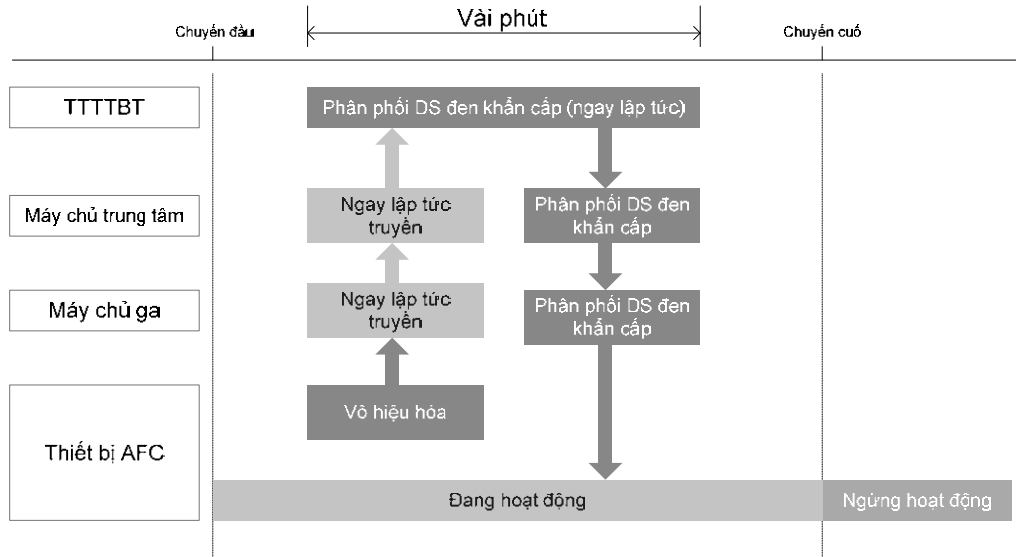 Vài phút
Chuyến đầu
Chuyến cuố
TTTTBT
Phân phối DS đen khẩn cấp (ngay lập tức)
Máy chủ trung tâm
Ngay lập tức
truyền
Phân phối DS đen
khẩn cấp
Máy chủ ga
Ngay lập tức
truyền
Phân phối DS đen
khẩn cấp
Thiết bị AFC
Vô hiệu hóa
Đang hoạt động
Ngừng hoạt động